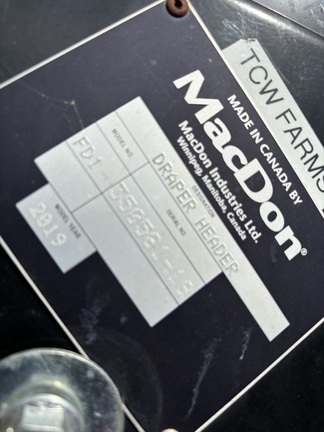 TCW FARMS
MADE IN CANADA BY
MacDon®
MacDon Industries Ltd.
Winnipeg, Manitoba, Canada
DESIGNATION
DRAPER HEADER
MODEL NO.
SERIAL NO.
FD1
MODEL YEAR
2019